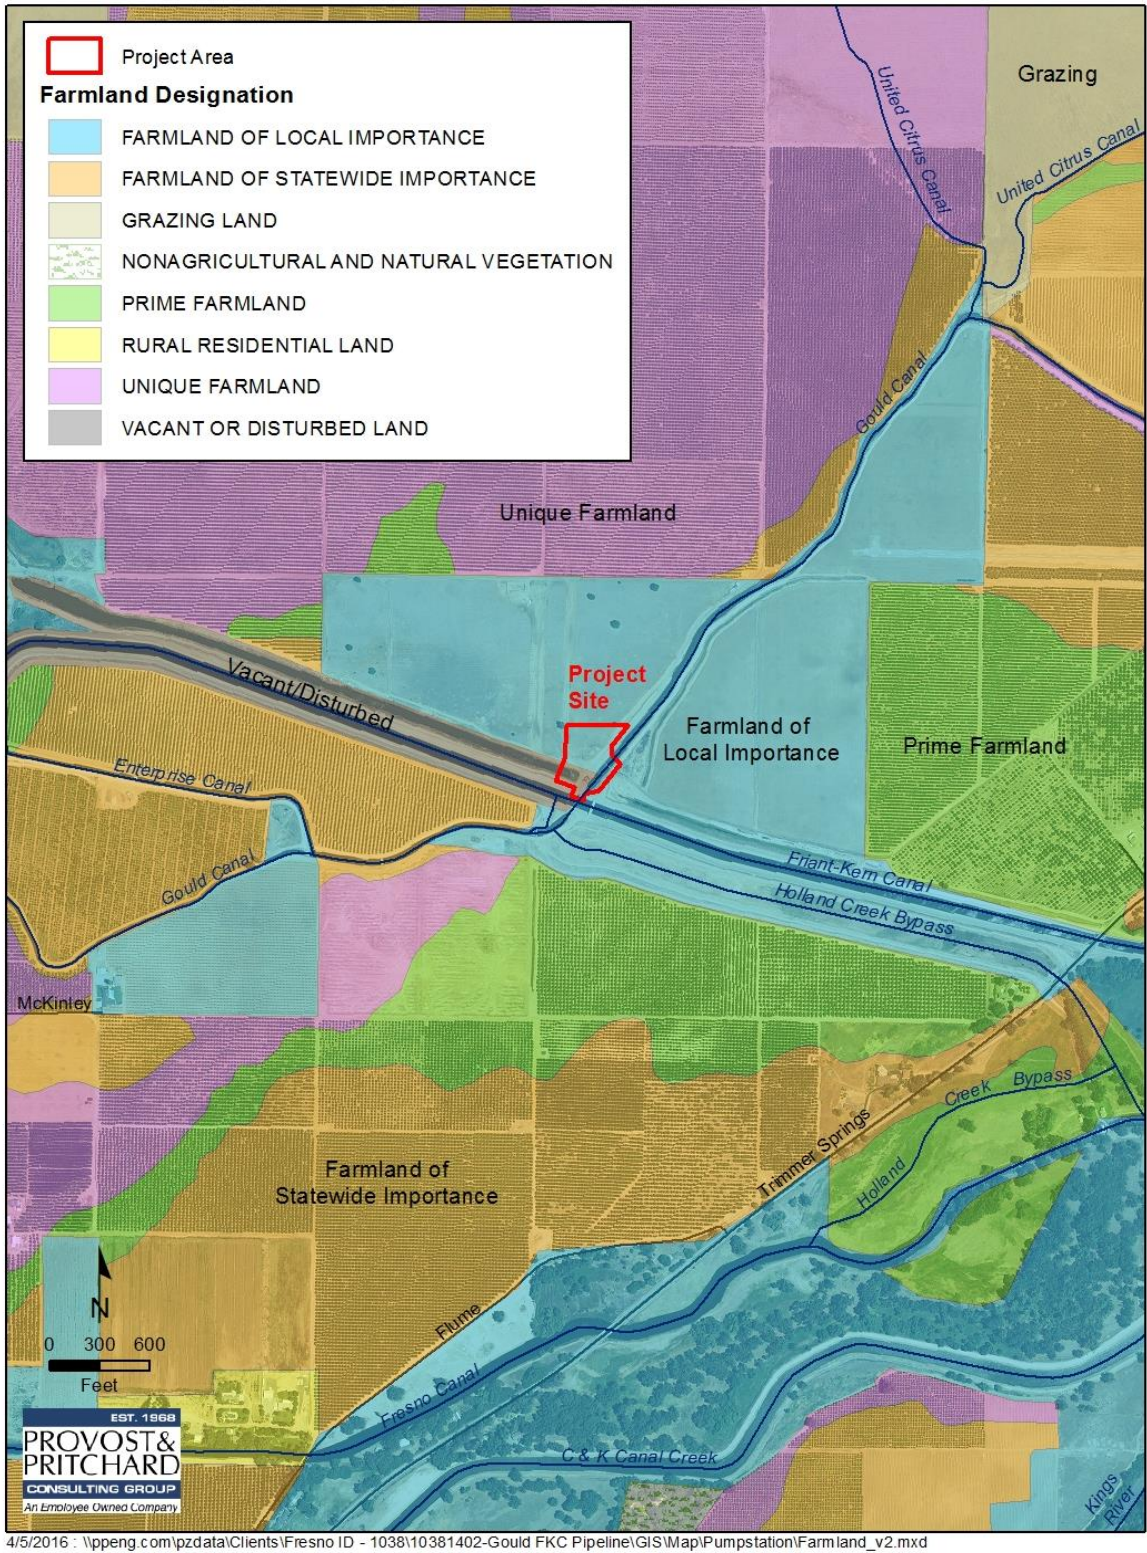 Project Area
Farmland Designation
FARMLAND OF LOCAL IMPORTANCE
FARMLAND OF STATEWIDE IMPORTANCE
GRAZING LAND
NONAGRICULTURAL AND NATURAL VEGETATION
PRIME FARMLAND
RURAL RESIDENTIAL LAND
UNIQUE FARMLAND
VACANT OR DISTURBED LAND
Grazing
United Citrus Canal
United Citrus Canal
Gould Canal
Unique Farmland
Vacant/Disturbed
Project
Site
Farmland of
Local Importance
Prime Farmland
Enterprise Canal
Gould Canal
Friant-Kern Canal
Holland Creek Bypass
McKinley
Holland Creek Bypass
Trimmer Springs
Farmland of
Statewide Importance
Flume
Fresno Canal
C & K Canal Creek
Kings
River
N
0 300 600
Feet
EST. 1968
PROVOST&
PRITCHARD
CONSULTING GROUP
An Employee Owned Company
4/5/2016 : \\ppeng.com\pzdata\Clients\Fresno ID - 1038\10381402-Gould FKC Pipeline\GIS\Map\Pumpstation\Farmland_v2.mxd